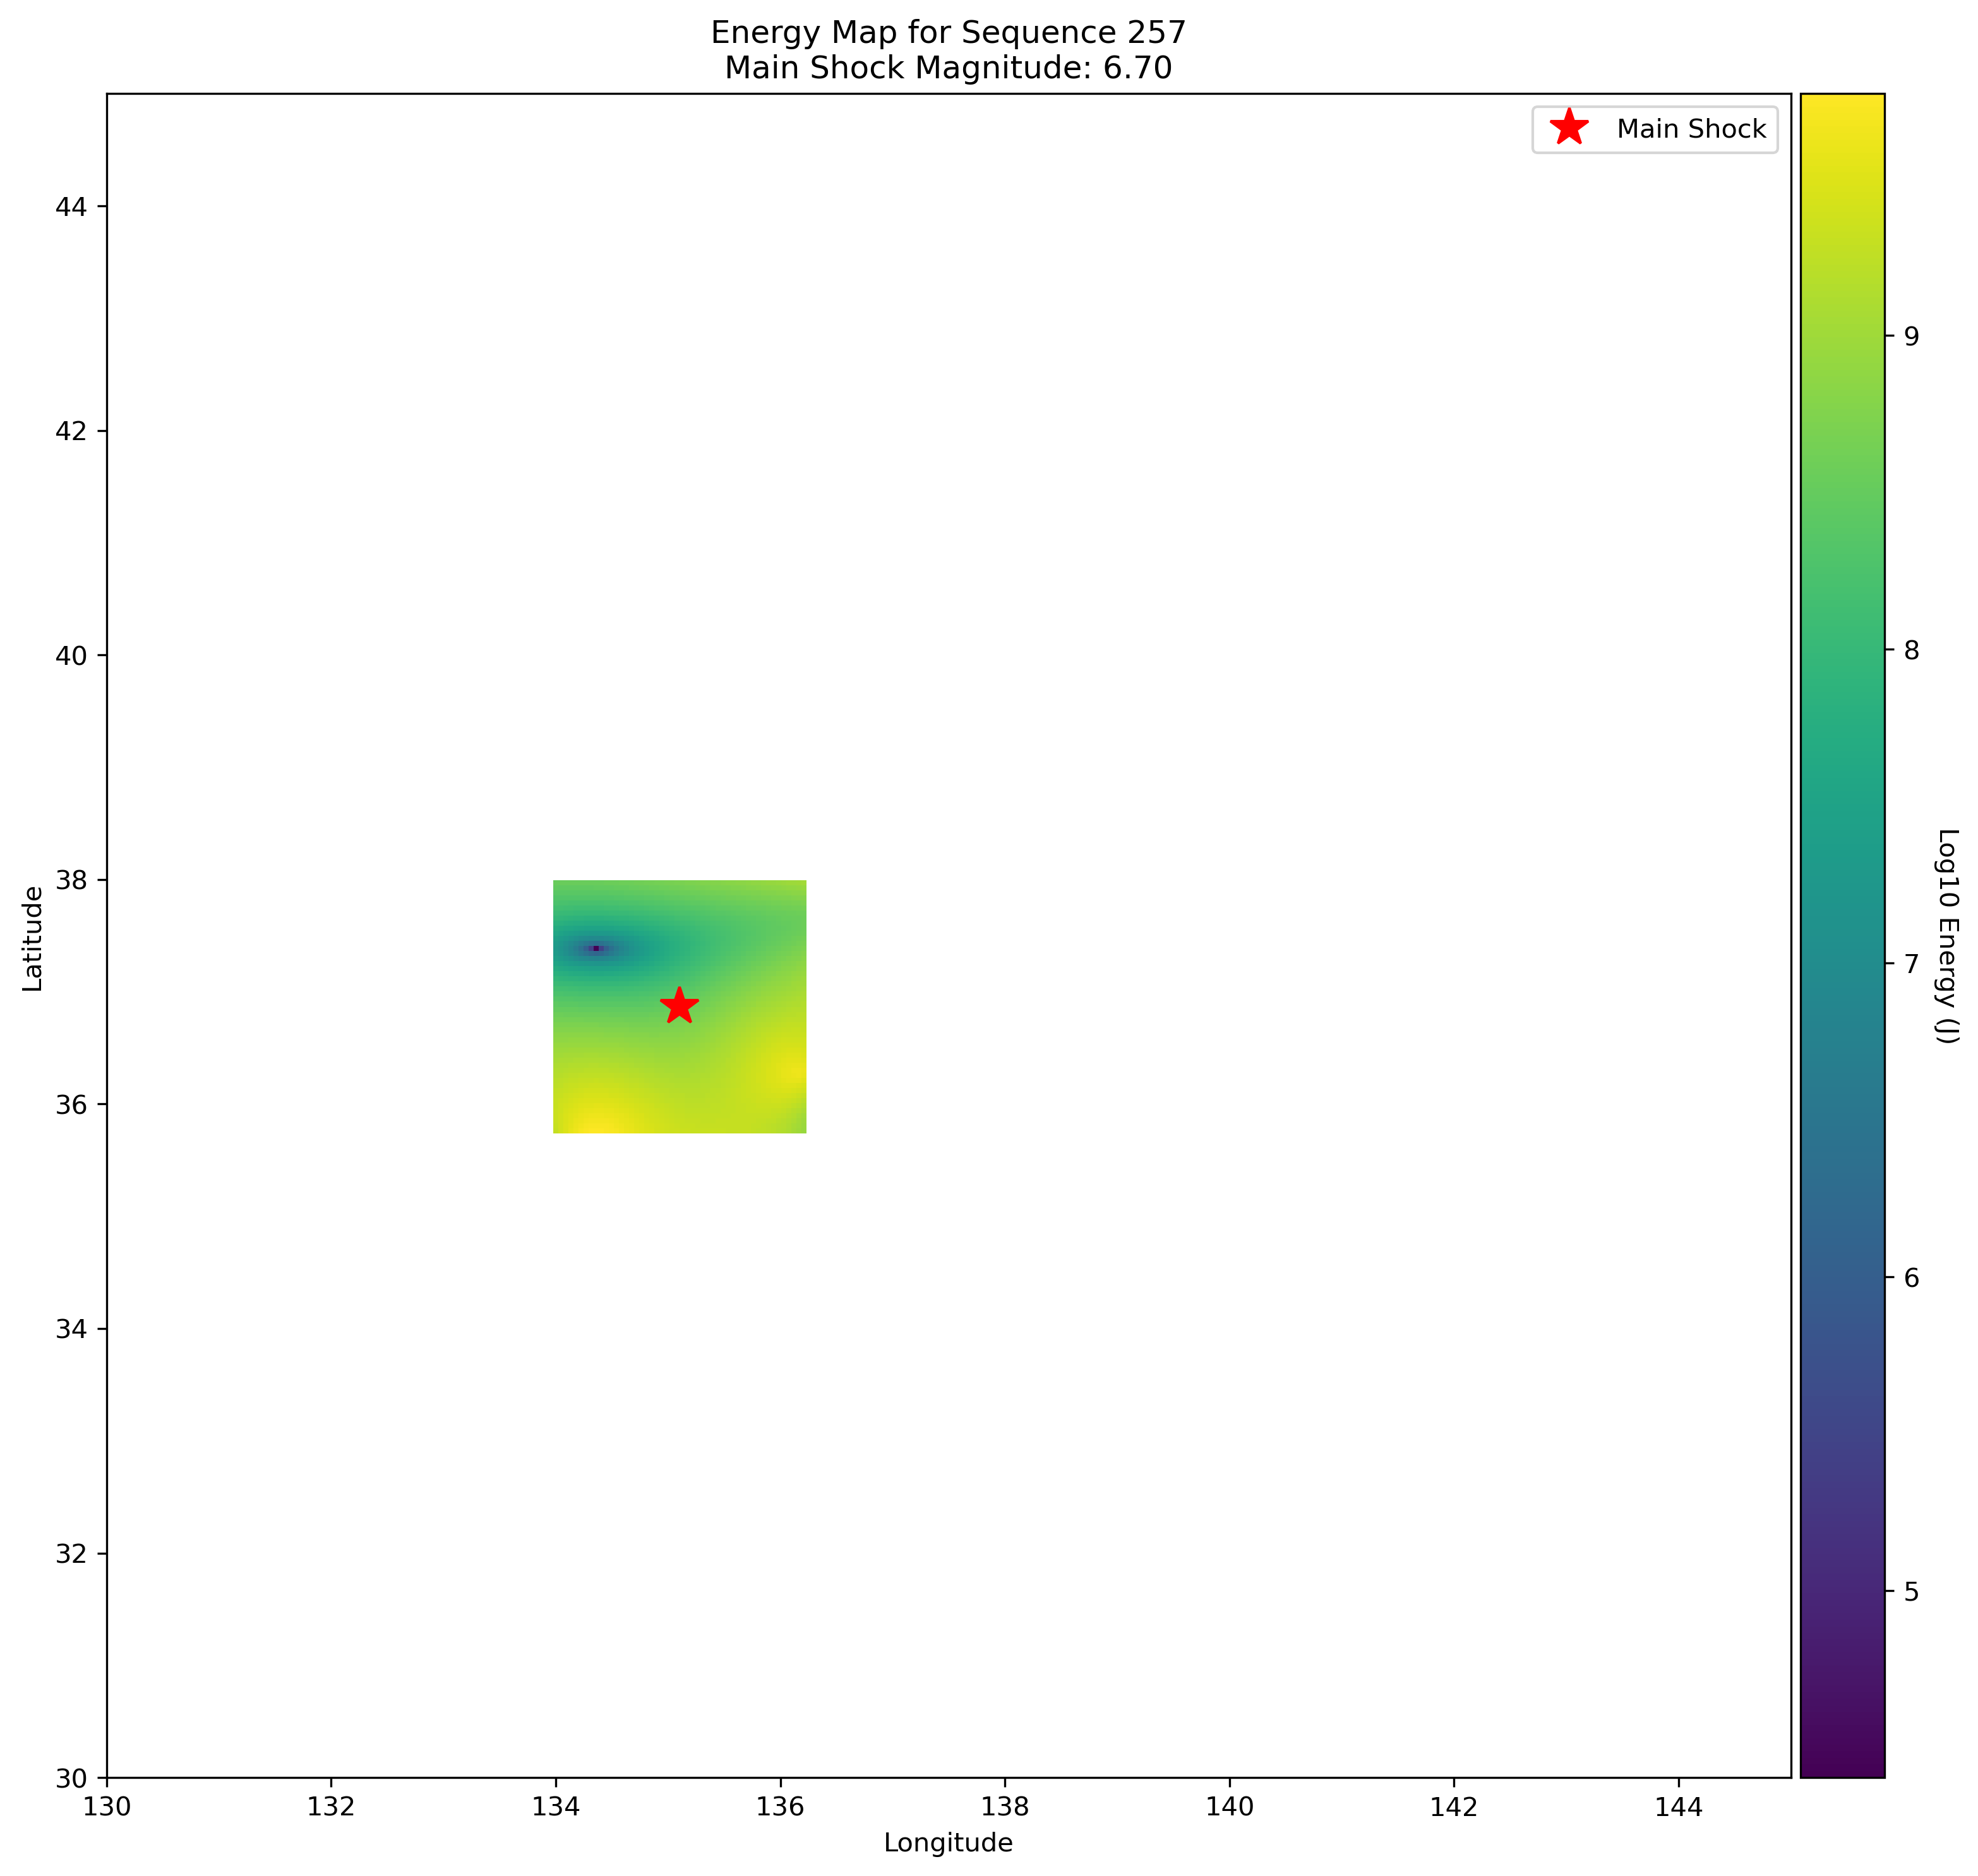 Energy Map for Sequence 257
Main Shock Magnitude: 6.70
Main Shock
44
42
40
38
36
34
32
30
Latitude
130 132 134 136 138 140 142 144
Longitude
9
8
7
6
5
Log10 Energy (J)